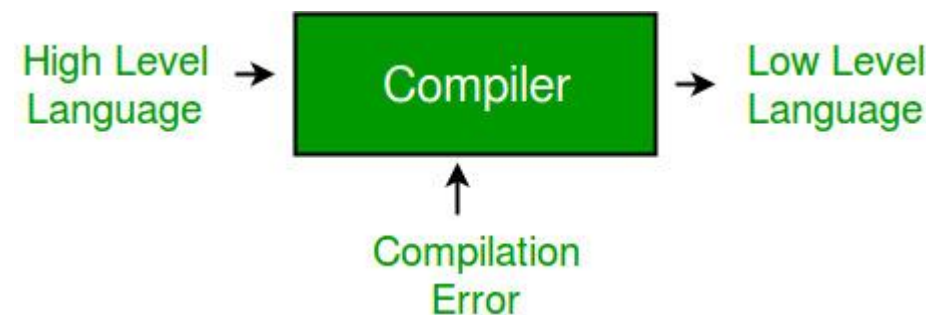 High Level
Language
Compiler
Low Level
Language
Compilation
Error